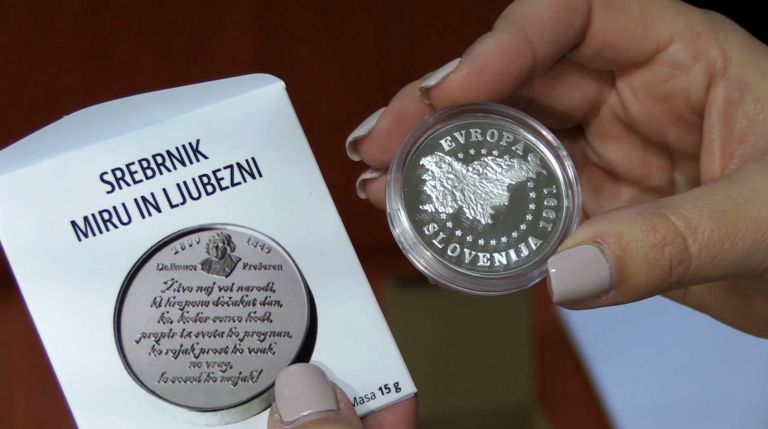 SREBRNIK
MIRU IN LJUBEZNI
1800 1849
Dr. France Prešeren
Žive naj vsi narodi,
ki hrepene dočakat dan,
ko, koder sonce hodi,
prepir iz sveta bo pregnan,
ko rojak prost bo vsak,
ne vrag,
le sosed bo mejak!
Masa 15 g
EVROPA
SLOVENIJA 1991